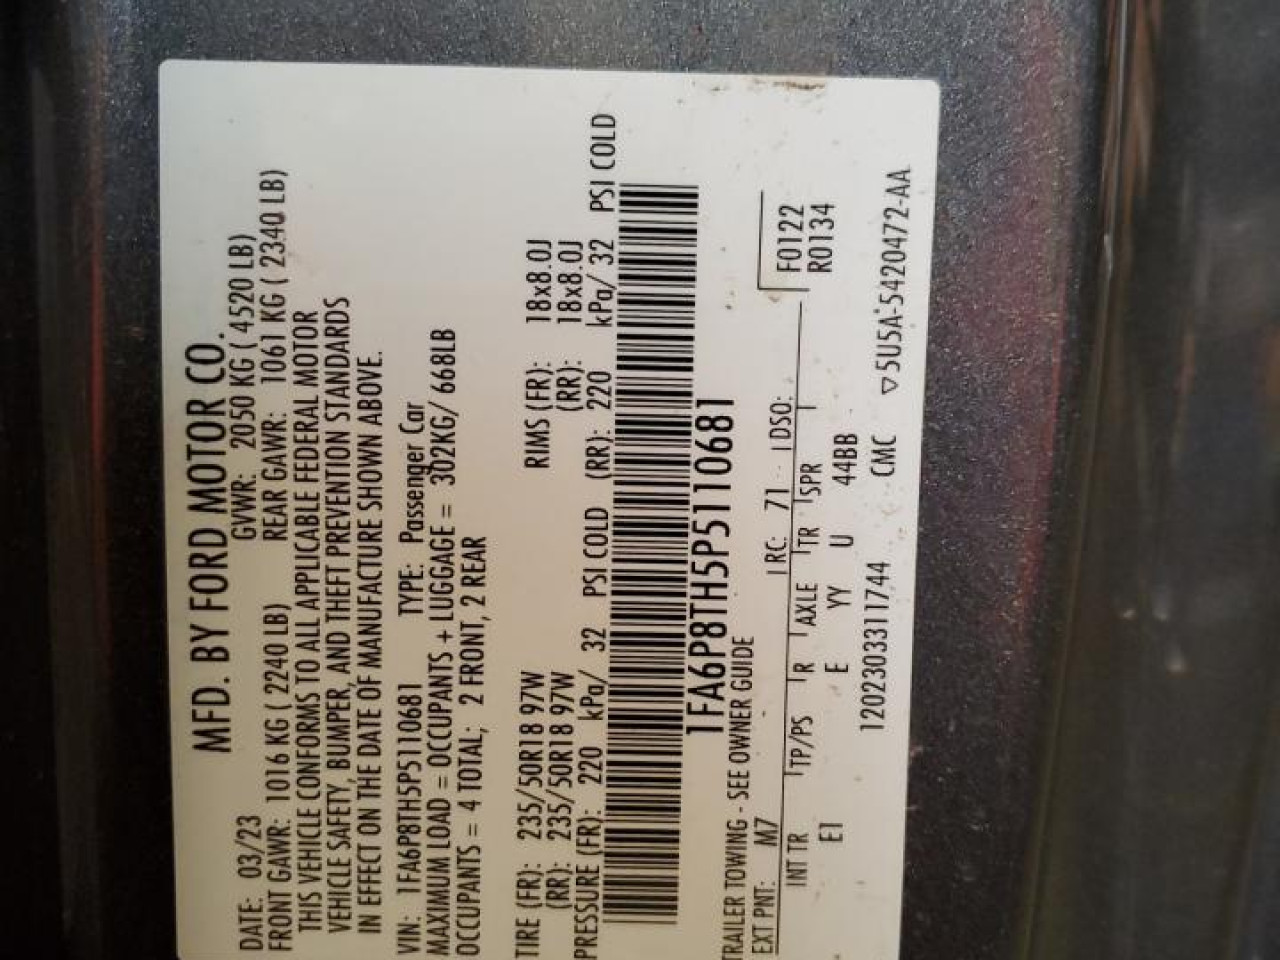 MFD. BY FORD MOTOR CO.
DATE: 03/23 GVWR: 2050 KG ( 4520 LB)
FRONT GAWR: 1016 KG ( 2240 LB) REAR GAWR: 1061 KG ( 2340 LB)
THIS VEHICLE CONFORMS TO ALL APPLICABLE FEDERAL MOTOR
VEHICLE SAFETY, BUMPER, AND THEFT PREVENTION STANDARDS
IN EFFECT ON THE DATE OF MANUFACTURE SHOWN ABOVE.
VIN: 1FA6P8TH5P5110681 TYPE: Passenger Car
MAXIMUM LOAD = OCCUPANTS + LUGGAGE = 302KG/ 668LB
OCCUPANTS = 4 TOTAL; 2 FRONT, 2 REAR
TIRE (FR): 235/50R18 97W RIMS (FR): 18x8.0J
(RR): 235/50R18 97W (RR): 18x8.0J
PRESSURE (FR): 220 kPa/ 32 PSI COLD (RR): 220 kPa/ 32 PSI COLD
1FA6P8TH5P5110681
TRAILER TOWING - SEE OWNER GUIDE
EXT PNT: M7 RC: 71 DSO: F0122
INT TR TP/PS R AXLE TR SPR R0134
E1 E YY U 44BB
12023033117​44 CMC ▽5U5A-5420472-AA